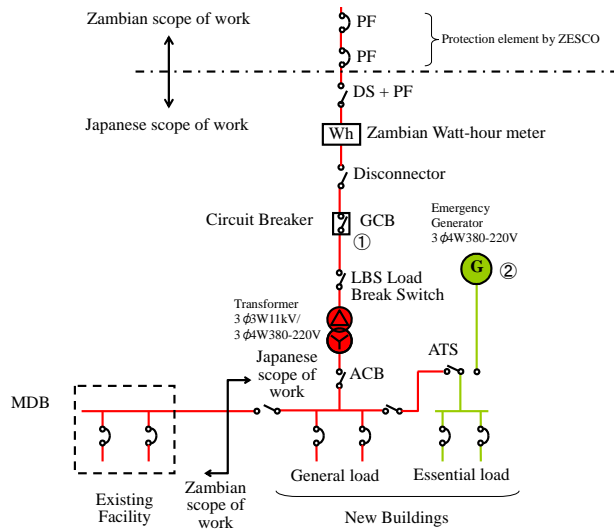 Zambian scope of work
PF
PF
Protection element by ZESCO
Japanese scope of work
DS + PF
Wh
Zambian Watt-hour meter
Disconnector
Circuit Breaker
GCB
①
Emergency
Generator
3φ4W380-220V
G
②
LBS Load
Break Switch
Transformer
3φ3W11kV/
3φ4W380-220V
ATS
Japanese
scope of
work
ACB
MDB
General load
Essential load
Existing
Facility
Zambian
scope of
work
New Buildings